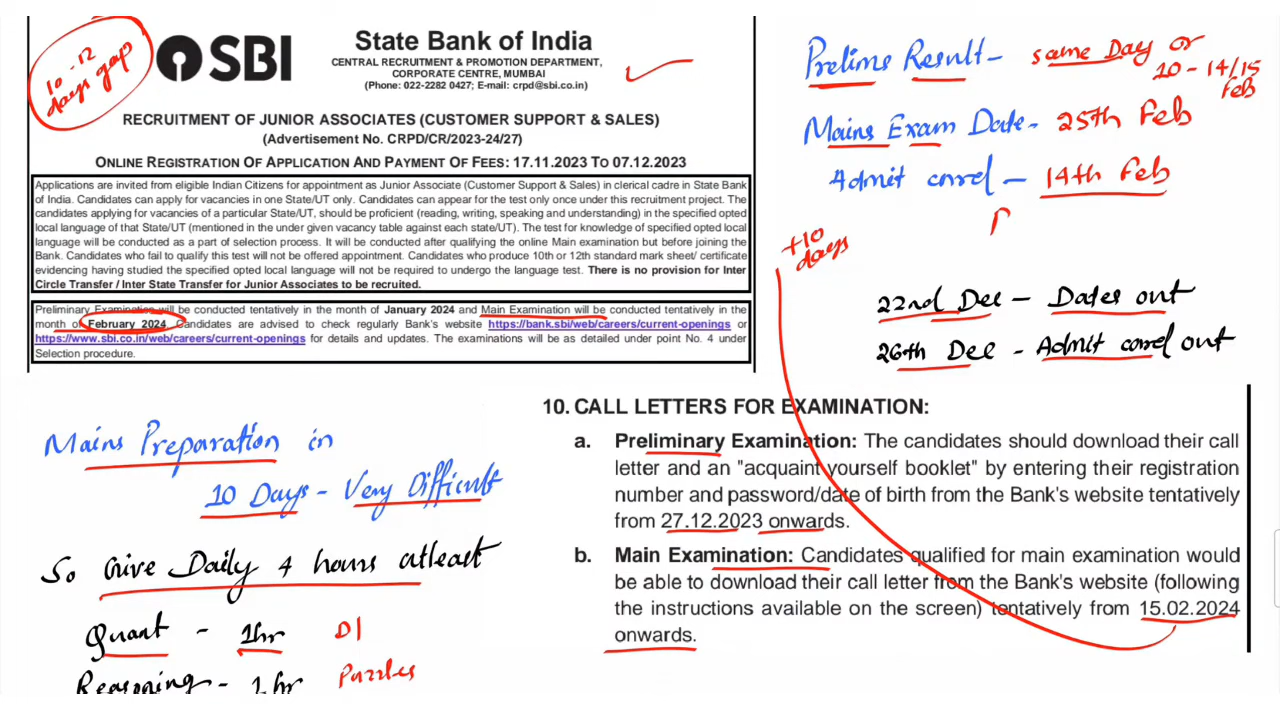 10 - 12
days gap
SBI
State Bank of India
CENTRAL RECRUITMENT & PROMOTION DEPARTMENT,
CORPORATE CENTRE, MUMBAI
(Phone: 022-2282 0427; E-mail: crpd@sbi.co.in)
RECRUITMENT OF JUNIOR ASSOCIATES (CUSTOMER SUPPORT & SALES)
(Advertisement No. CRPD/CR/2023-24/27)
ONLINE REGISTRATION OF APPLICATION AND PAYMENT OF FEES: 17.11.2023 TO 07.12.2023
Applications are invited from eligible Indian Citizens for appointment as Junior Associate (Customer Support & Sales) in clerical cadre in State Bank
of India. Candidates can apply for vacancies in one State/UT only. Candidates can appear for the test only once under this recruitment project. The
candidates applying for vacancies of a particular State/UT, should be proficient (reading, writing, speaking and understanding) in the specified opted
local language of that State/UT (mentioned in the under given vacancy table against each state/UT). The test for knowledge of specified opted local
language will be conducted as a part of selection process. It will be conducted after qualifying the online Main examination but before joining the
Bank. Candidates who fail to qualify this test will not be offered appointment. Candidates who produce 10th or 12th standard mark sheet/ certificate
evidencing having studied the specified opted local language will not be required to undergo the language test. There is no provision for Inter
Circle Transfer / Inter State Transfer for Junior Associates to be recruited.
Preliminary Examination will be conducted tentatively in the month of January 2024 and Main Examination will be conducted tentatively in the
month of February 2024. Candidates are advised to check regularly Bank's website https://bank.sbi/web/careers/current-openings or
https://www.sbi.co.in/web/careers/current-openings for details and updates. The examinations will be as detailed under point No. 4 under
Selection procedure.
Prelims Result - same Day or
10 - 14/15
Feb
Mains Exam Date - 25th Feb
Admit card - 14th Feb
+10
days
22nd Dec - Dates out
26th Dec - Admit card out
Mains Preparation in
10 Days - Very Difficult
So Give Daily 4 hours atleast
Quant - 1hr DI
Reasoning - 1hr Puzzles
10. CALL LETTERS FOR EXAMINATION:
a. Preliminary Examination: The candidates should download their call
letter and an "acquaint yourself booklet" by entering their registration
number and password/date of birth from the Bank's website tentatively
from 27.12.2023 onwards.
b. Main Examination: Candidates qualified for main examination would
be able to download their call letter from the Bank's website (following
the instructions available on the screen) tentatively from 15.02.2024
onwards.